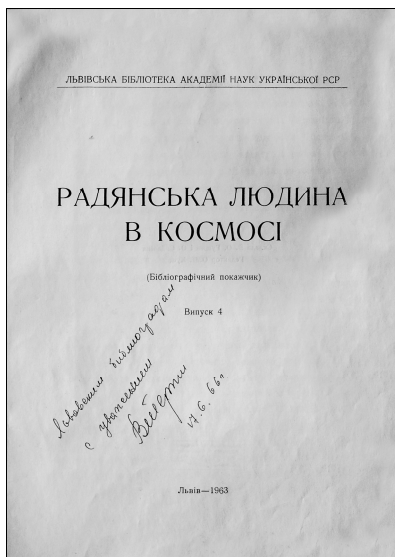 ЛЬВІВСЬКА БІБЛІОТЕКА АКАДЕМІЇ НАУК УКРАЇНСЬКОЇ РСР
РАДЯНСЬКА ЛЮДИНА
В КОСМОСІ
(Бібліографічний покажчик)
Випуск 4
Львовским библиографам
с уважением
17.6.66г
Львів—1963